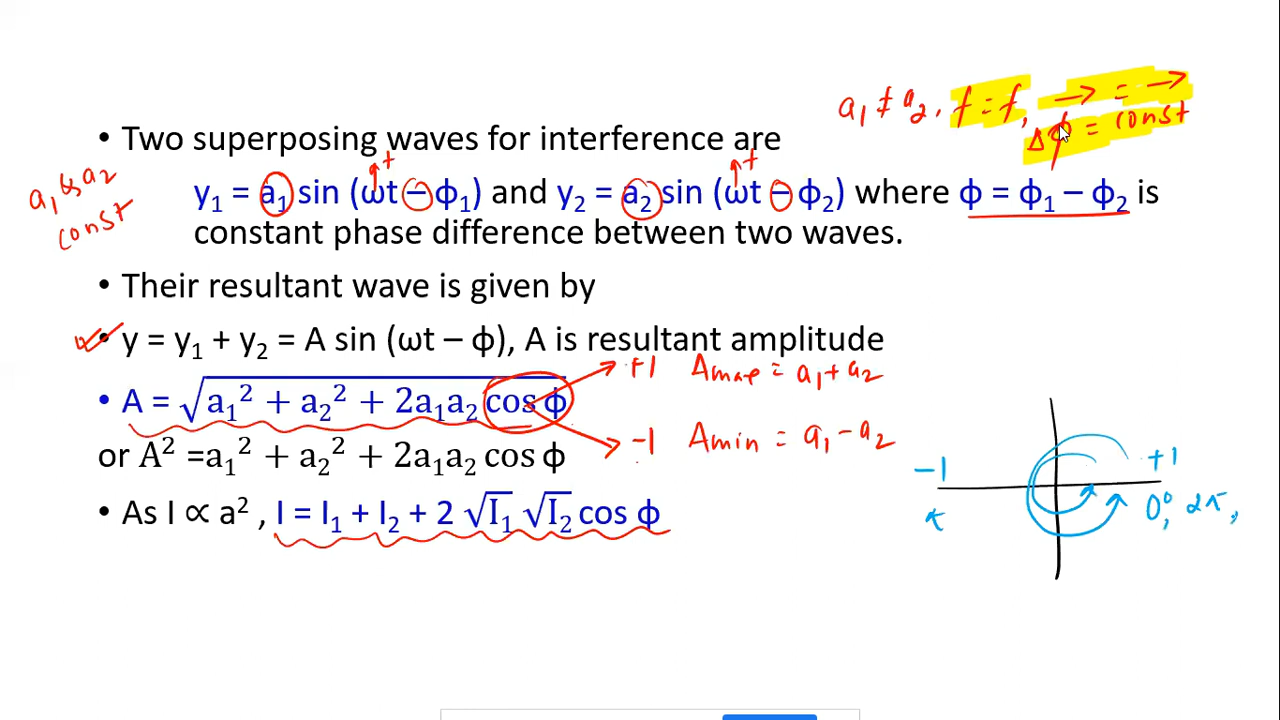 a₁ ≠ a₂, f = f, → = →
Δϕ = const
• Two superposing waves for interference are
y₁ = a₁ sin (ωt − ϕ₁) and y₂ = a₂ sin (ωt − ϕ₂) where ϕ = ϕ₁ − ϕ₂ is
a₁ & a₂
const
constant phase difference between two waves.
• Their resultant wave is given by
• y = y₁ + y₂ = A sin (ωt – ϕ), A is resultant amplitude
+1 Amax = a₁ + a₂
• A = √a₁² + a₂² + 2a₁a₂ cos ϕ
-1 Amin = a₁ - a₂
or A² =a₁² + a₂² + 2a₁a₂ cos ϕ
-1 +1
π 0°, 2π,
• As I ∝ a² , I = I₁ + I₂ + 2 √I₁ √I₂ cos ϕ